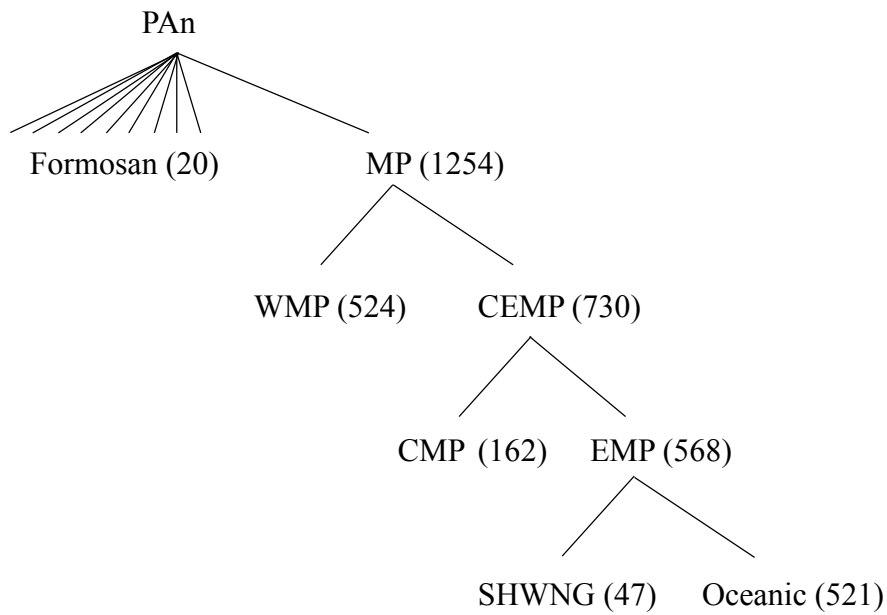 PAn
Formosan (20) MP (1254)
WMP (524) CEMP (730)
CMP (162) EMP (568)
SHWNG (47) Oceanic (521)